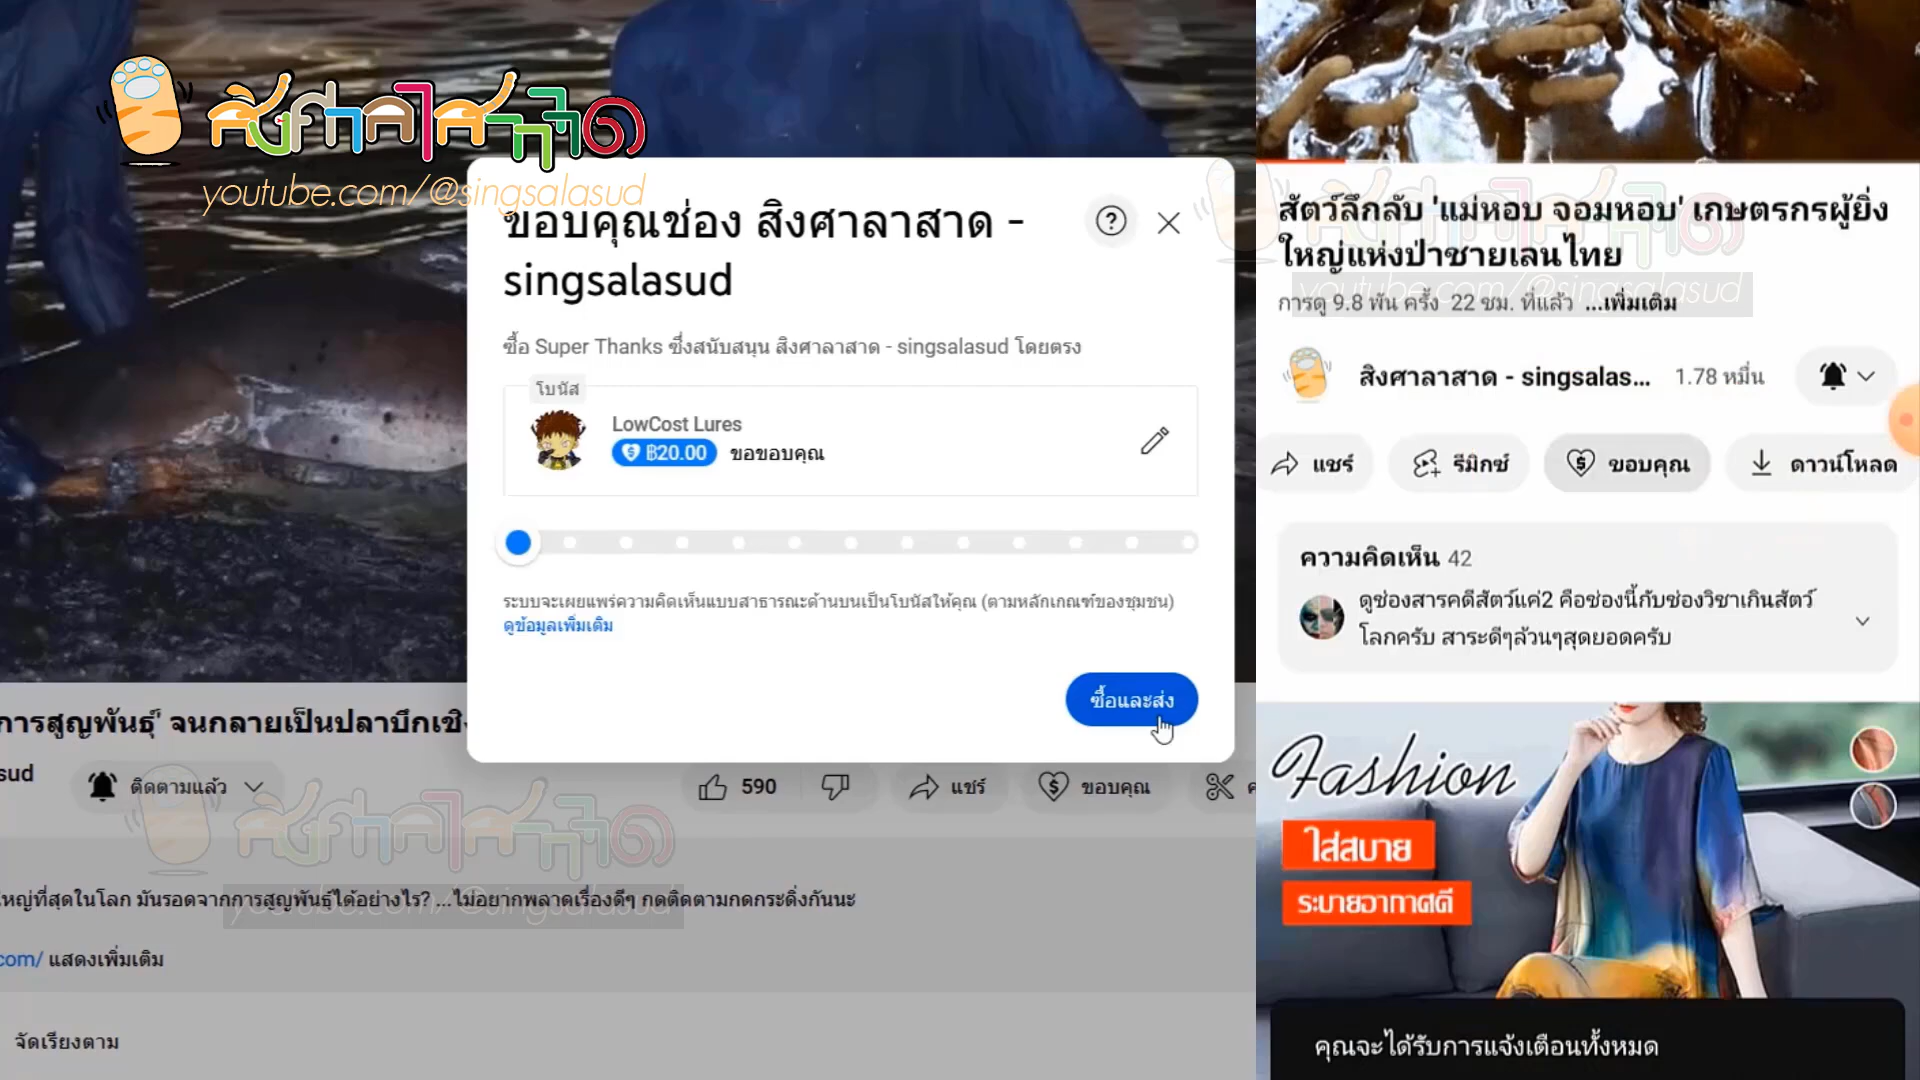 สิงศาลาสาด
youtube.com/@singsalasud
ขอบคุณช่อง สิงศาลาสาด -
singsalasud
ซื้อ Super Thanks ซึ่งสนับสนุน สิงศาลาสาด - singsalasud โดยตรง
โบนัส
LowCost Lures
฿20.00 ขอขอบคุณ
ระบบจะเผยแพร่ความคิดเห็นแบบสาธารณะด้านบนเป็นโบนัสให้คุณ (ตามหลักเกณฑ์ของชุมชน)
ดูข้อมูลเพิ่มเติม
ซื้อและส่ง
การสูญพันธุ์' จนกลายเป็นปลาบึกเชิ
sud
ติดตามแล้ว
590
แชร์
ขอบคุณ
สิงศาลาสาด
youtube.com/@singsalasud
ใหญ่ที่สุดในโลก มันรอดจากการสูญพันธุ์ได้อย่างไร? ...ไม่อยากพลาดเรื่องดีๆ กดติดตามกดกระดิ่งกันนะ
com/ แสดงเพิ่มเติม
จัดเรียงตาม
สัตว์ลึกลับ 'แม่หอบ จอมหอบ' เกษตรกรผู้ยิ่ง
ใหญ่แห่งป่าชายเลนไทย
สิงศาลาสาด
youtube.com/@singsalasud
การดู 9.8 พัน ครั้ง 22 ชม. ที่แล้ว ...เพิ่มเติม
สิงศาลาสาด - singsalas... 1.78 หมื่น
แชร์
รีมิกซ์
ขอบคุณ
ดาวน์โหลด
ความคิดเห็น 42
ดูช่องสารคดีสัตว์แค่2 คือช่องนี้กับช่องวิชาเกินสัตว์
โลกครับ สาระดีๆล้วนๆสุดยอดครับ
Fashion
ใส่สบาย
ระบายอากาศดี
คุณจะได้รับการแจ้งเตือนทั้งหมด